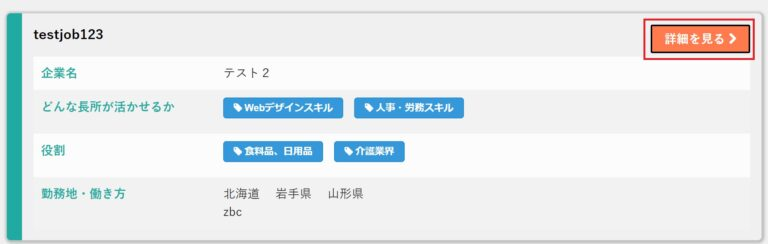 testjob123
詳細を見る
企業名 テスト２
どんな長所が活かせるか Webデザインスキル 人事・労務スキル
役割 食料品、日用品 介護業界
勤務地・働き方 北海道 岩手県 山形県
zbc